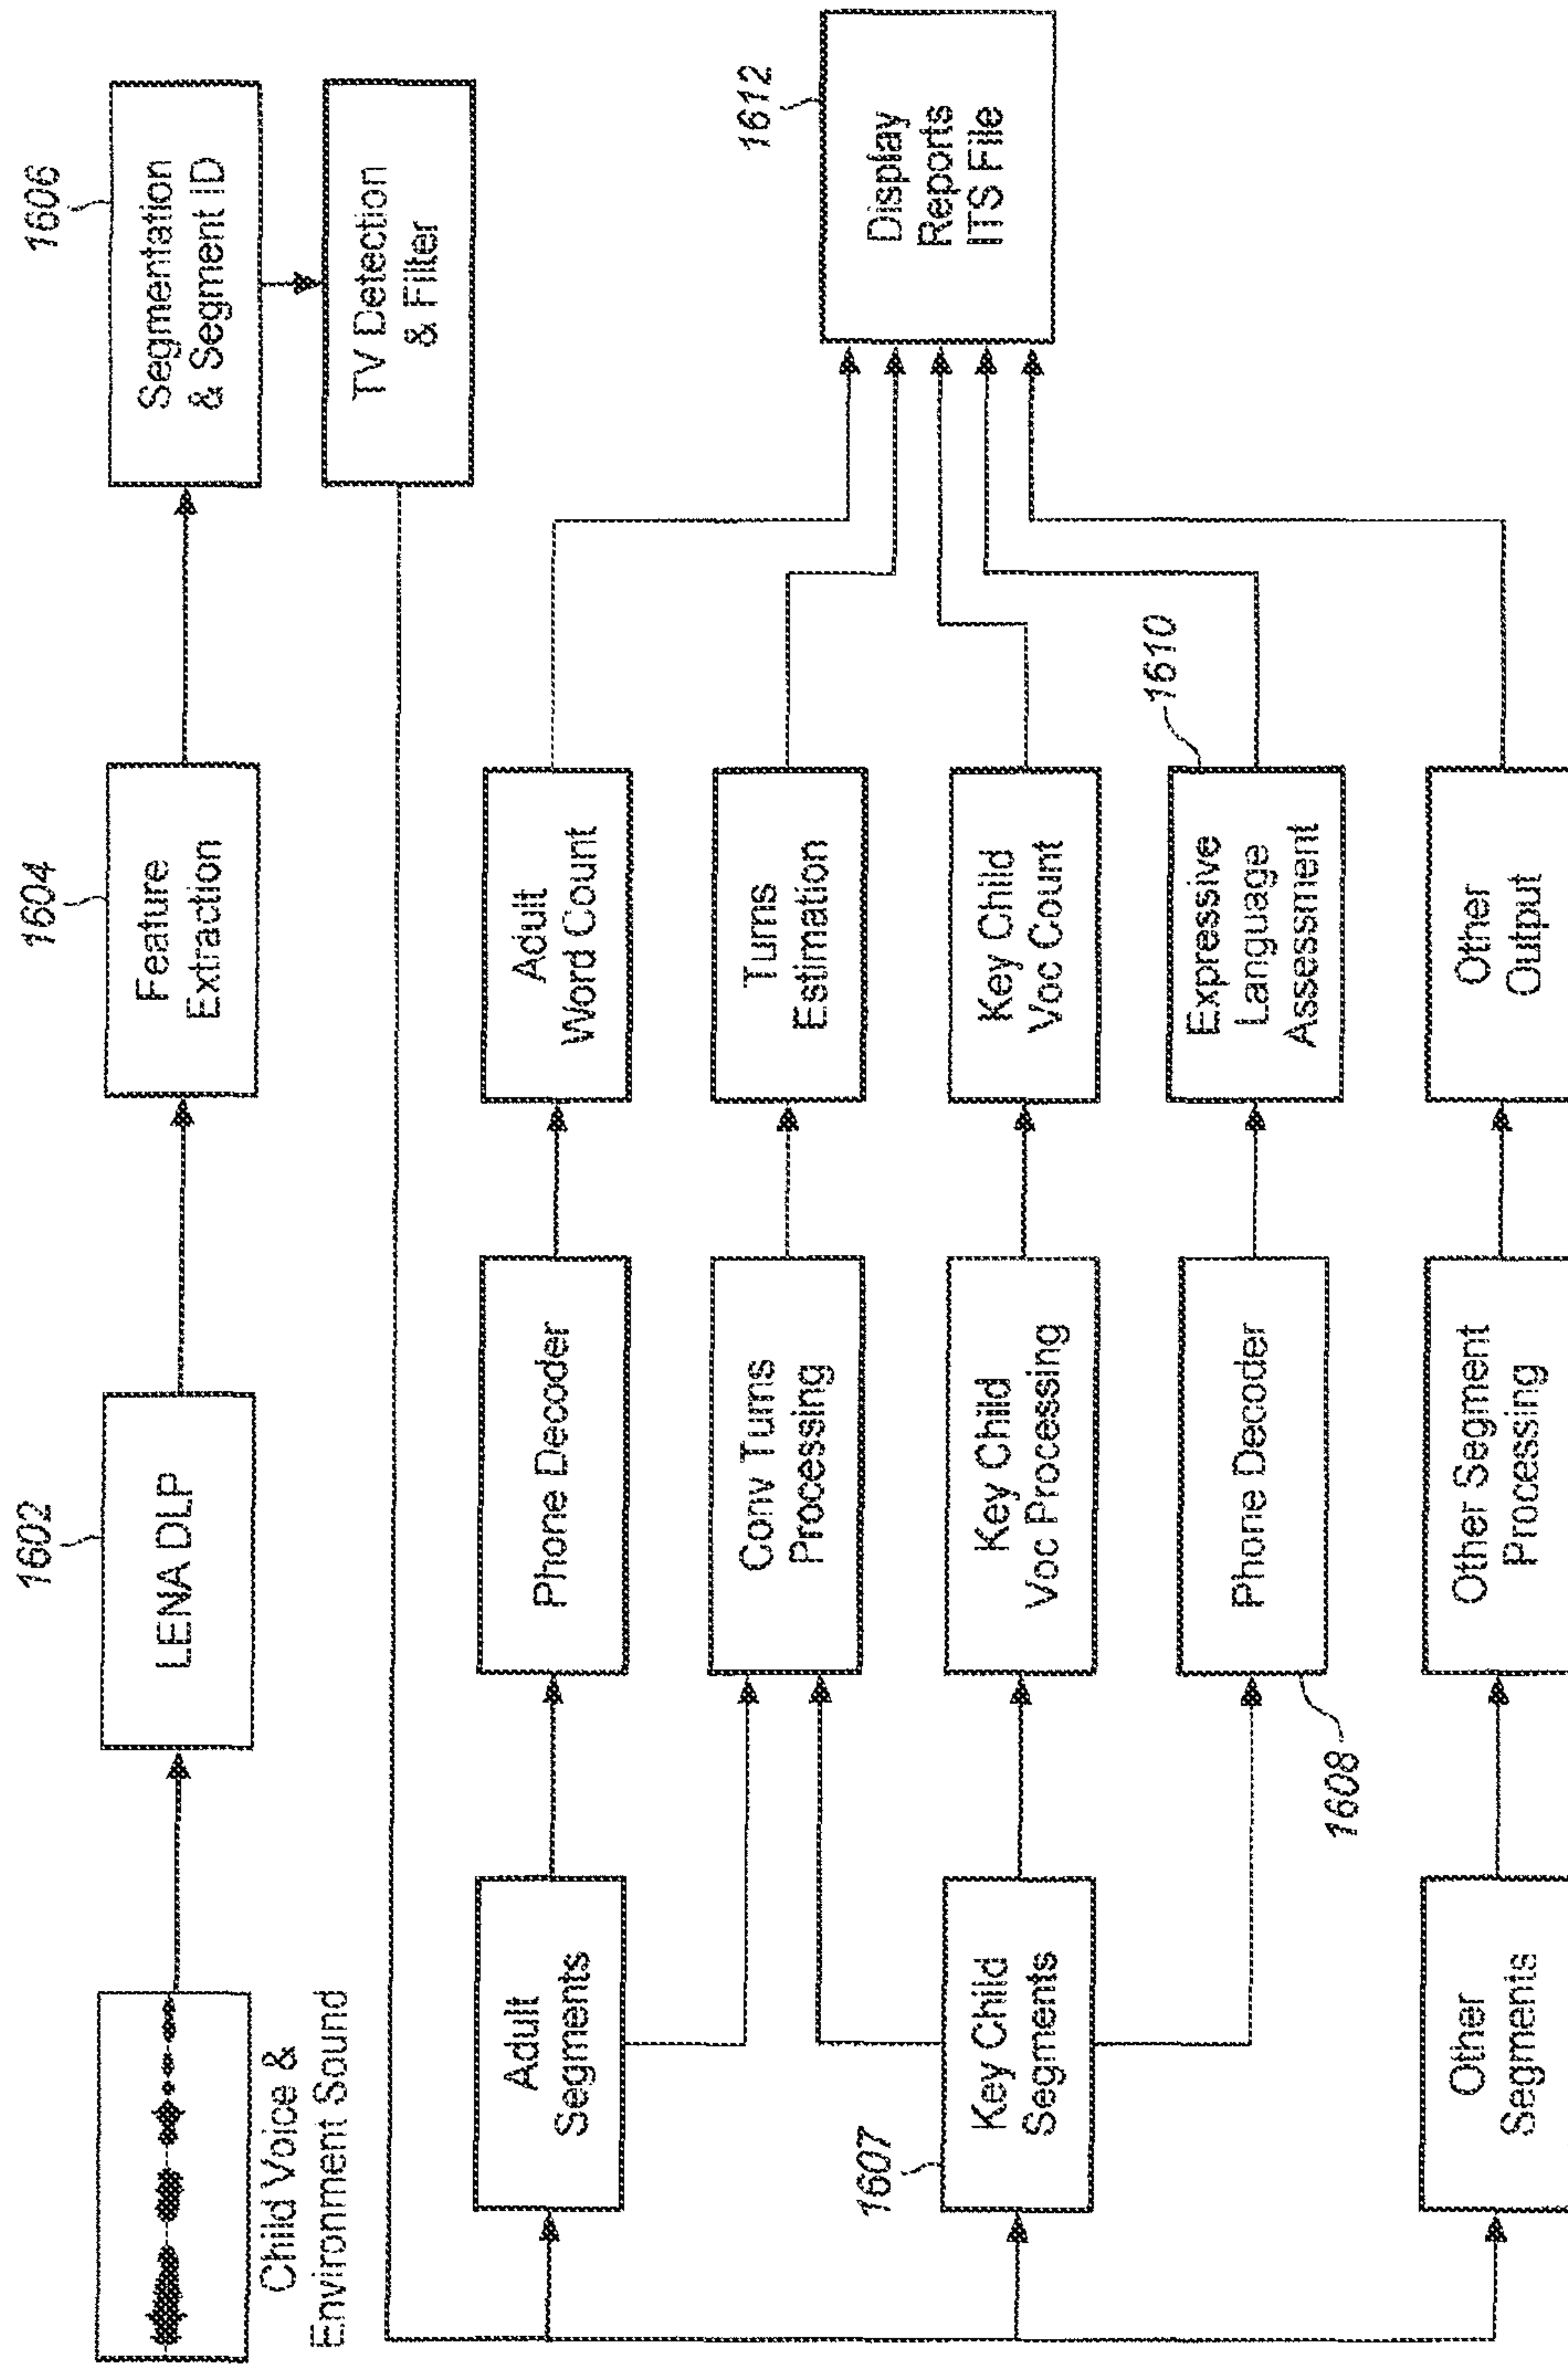 1602
1604
1606
LENA DLP
Feature
Extraction
Segmentation
& Segment ID
Child Voice &
Environment Sound
TV Detection
& Filter
Adult
Segments
Phone Decoder
Adult
Word Count
Conv Turns
Processing
Turns
Estimation
1612
Display
Reports
ITS File
1607
Key Child
Segments
Key Child
Voc Processing
Key Child
Voc Count
1608
Phone Decoder
1610
Expressive
Language
Assessment
Other
Segments
Other Segment
Processing
Other
Output